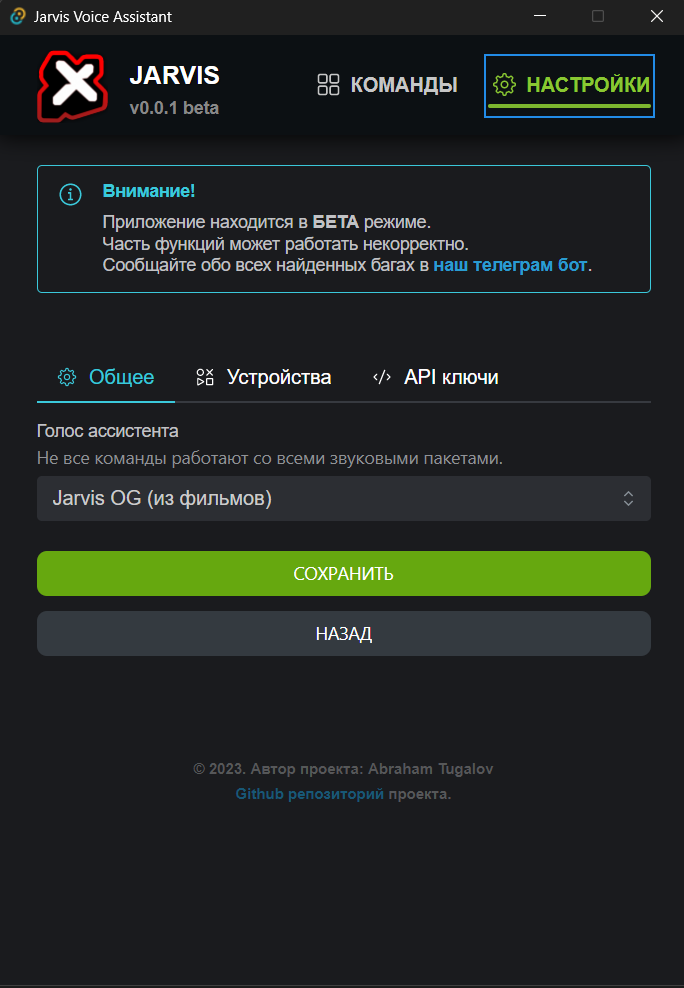 Jarvis Voice Assistant
JARVIS
v0.0.1 beta
КОМАНДЫ
НАСТРОЙКИ
Внимание!
Приложение находится в БЕТА режиме.
Часть функций может работать некорректно.
Сообщайте обо всех найденных багах в наш телеграм бот.
Общее
Устройства
API ключи
Голос ассистента
Не все команды работают со всеми звуковыми пакетами.
Jarvis OG (из фильмов)
СОХРАНИТЬ
НАЗАД
© 2023. Автор проекта: Abraham Tugalov
Github репозиторий проекта.